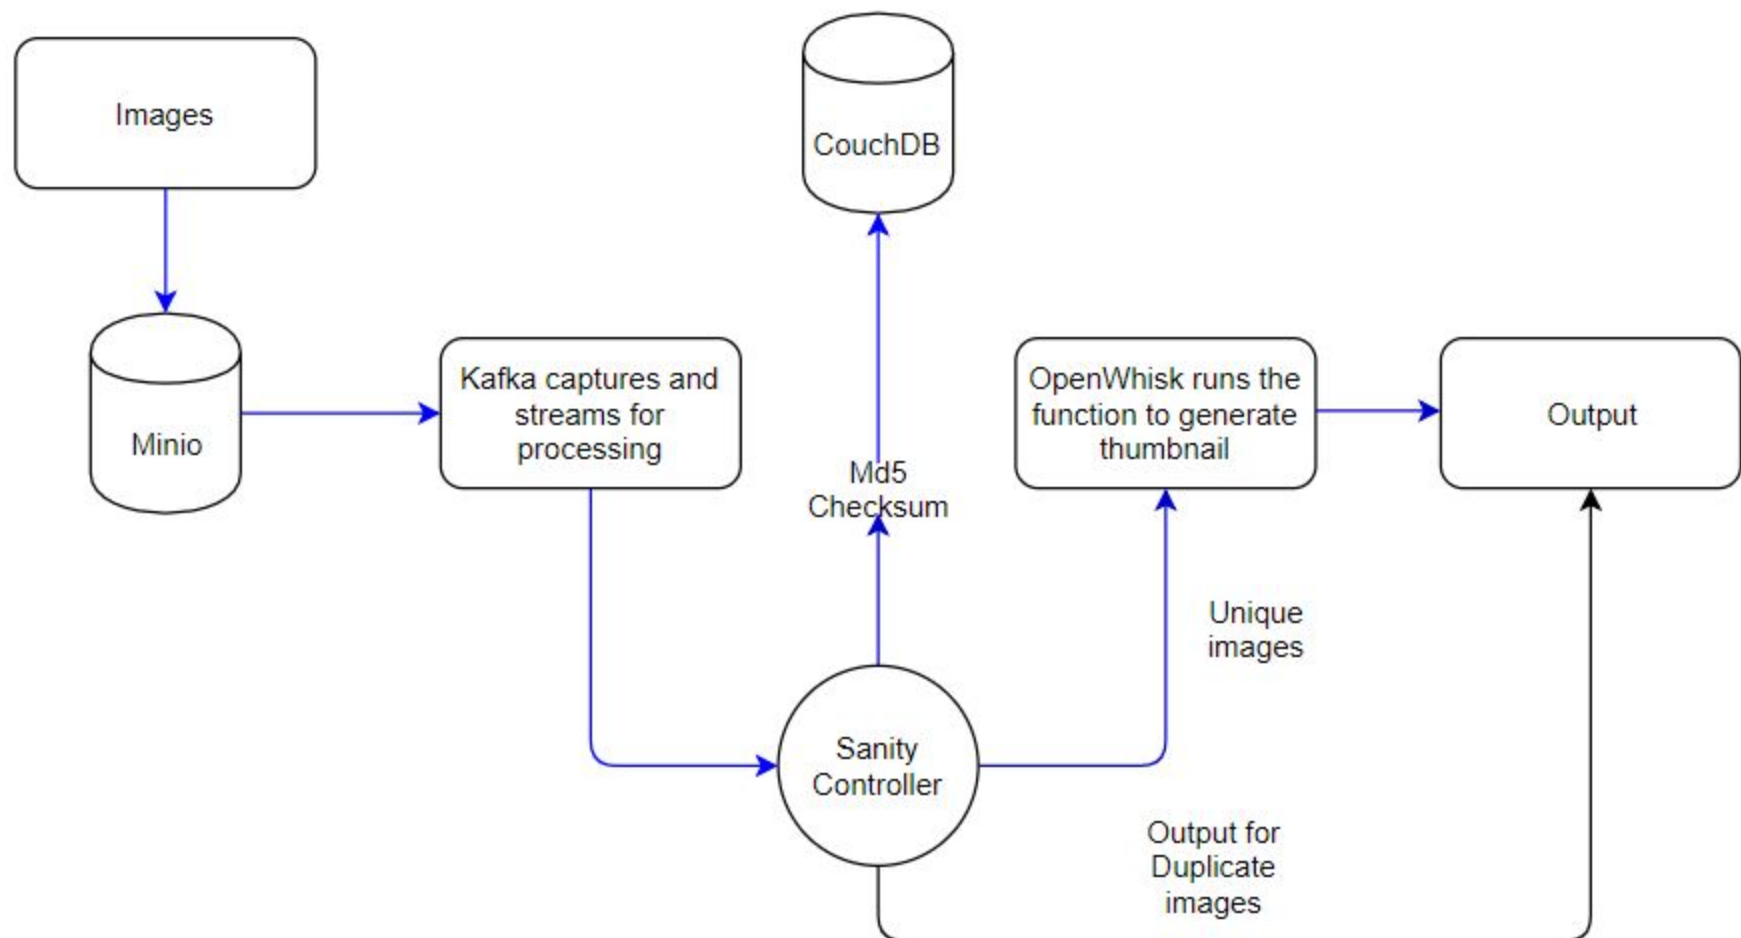 Images
CouchDB
Minio
Kafka captures and
streams for
processing
Md5
Checksum
OpenWhisk runs the
function to generate
thumbnail
Output
Unique
images
Sanity
Controller
Output for
Duplicate
images